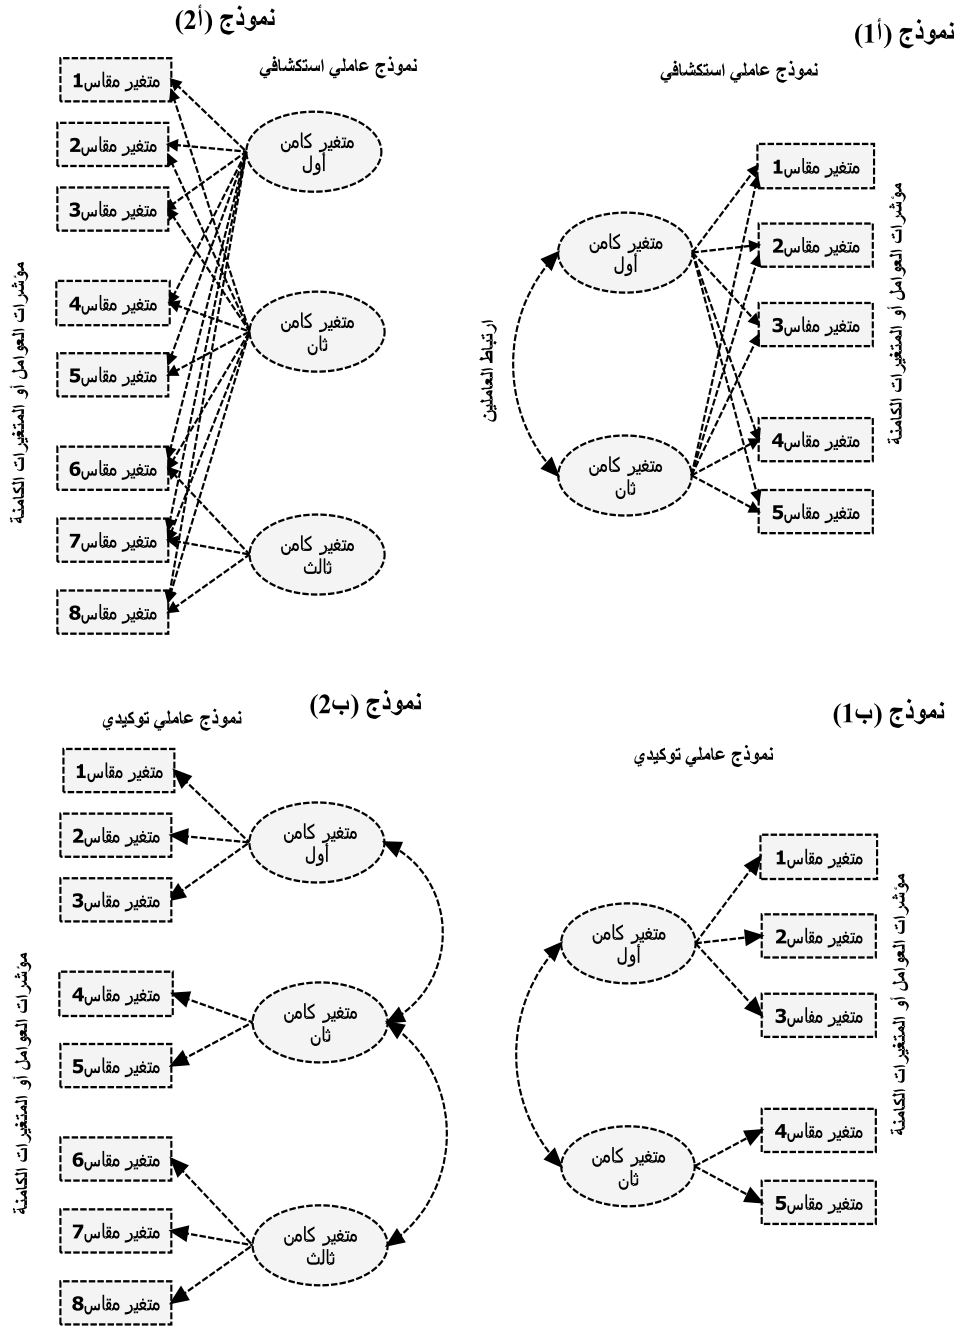 نموذج (أ1)
نموذج عاملي استكشافي
متغير مقاس1
متغير مقاس2
متغير مفاس3
متغير مقاس4
متغير مقاس5
متغير كامن
أول
متغير كامن
ثان
ارتباط العاملين
مؤشرات العوامل أو المتغيرات الكامنة
نموذج (أ2)
نموذج عاملي استكشافي
متغير كامن
أول
متغير كامن
ثان
متغير كامن
ثالث
متغير مقاس1
متغير مقاس2
متغير مقاس3
متغير مقاس4
متغير مقاس5
متغير مقاس6
متغير مقاس7
متغير مقاس8
مؤشرات العوامل أو المتغيرات الكامنة
نموذج (ب1)
نموذج عاملي توكيدي
متغير مقاس1
متغير مقاس2
متغير مفاس3
متغير مقاس4
متغير مقاس5
متغير كامن
أول
متغير كامن
ثان
مؤشرات العوامل أو المتغيرات الكامنة
نموذج (ب2)
نموذج عاملي توكيدي
متغير كامن
أول
متغير كامن
ثان
متغير كامن
ثالث
متغير مقاس1
متغير مقاس2
متغير مقاس3
متغير مقاس4
متغير مقاس5
متغير مقاس6
متغير مقاس7
متغير مقاس8
مؤشرات العوامل أو المتغيرات الكامنة